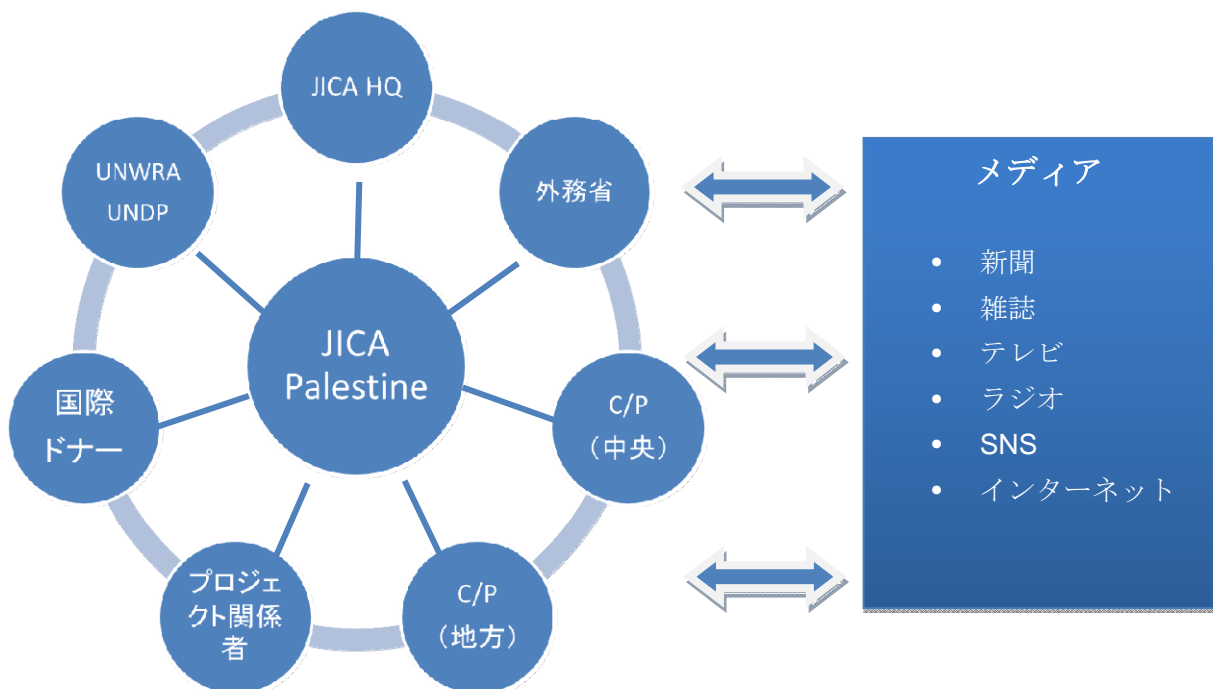 JICA HQ
外務省
C/P
（中央）
C/P
（地方）
プロジェ
クト関係
者
国際
ドナー
UNWRA
UNDP
JICA
Palestine
メディア
• 新聞
• 雑誌
• テレビ
• ラジオ
• SNS
• インターネット